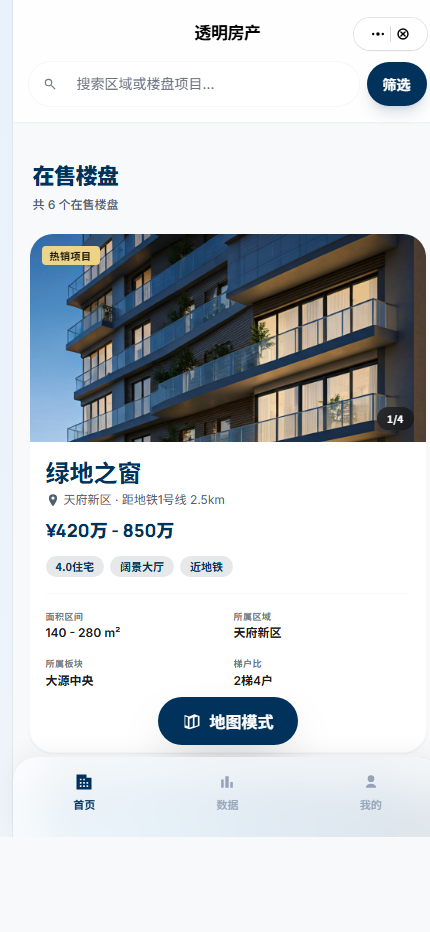 透明房产
搜索区域或楼盘项目...
筛选
在售楼盘
共 6 个在售楼盘
热销项目
1/4
绿地之窗
天府新区 · 距地铁1号线 2.5km
¥420万 - 850万
4.0住宅 阔景大厅 近地铁
面积区间 所属区域
140 - 280 m² 天府新区
所属板块 梯户比
大源中央 2梯4户
地图模式
首页 数据 我的